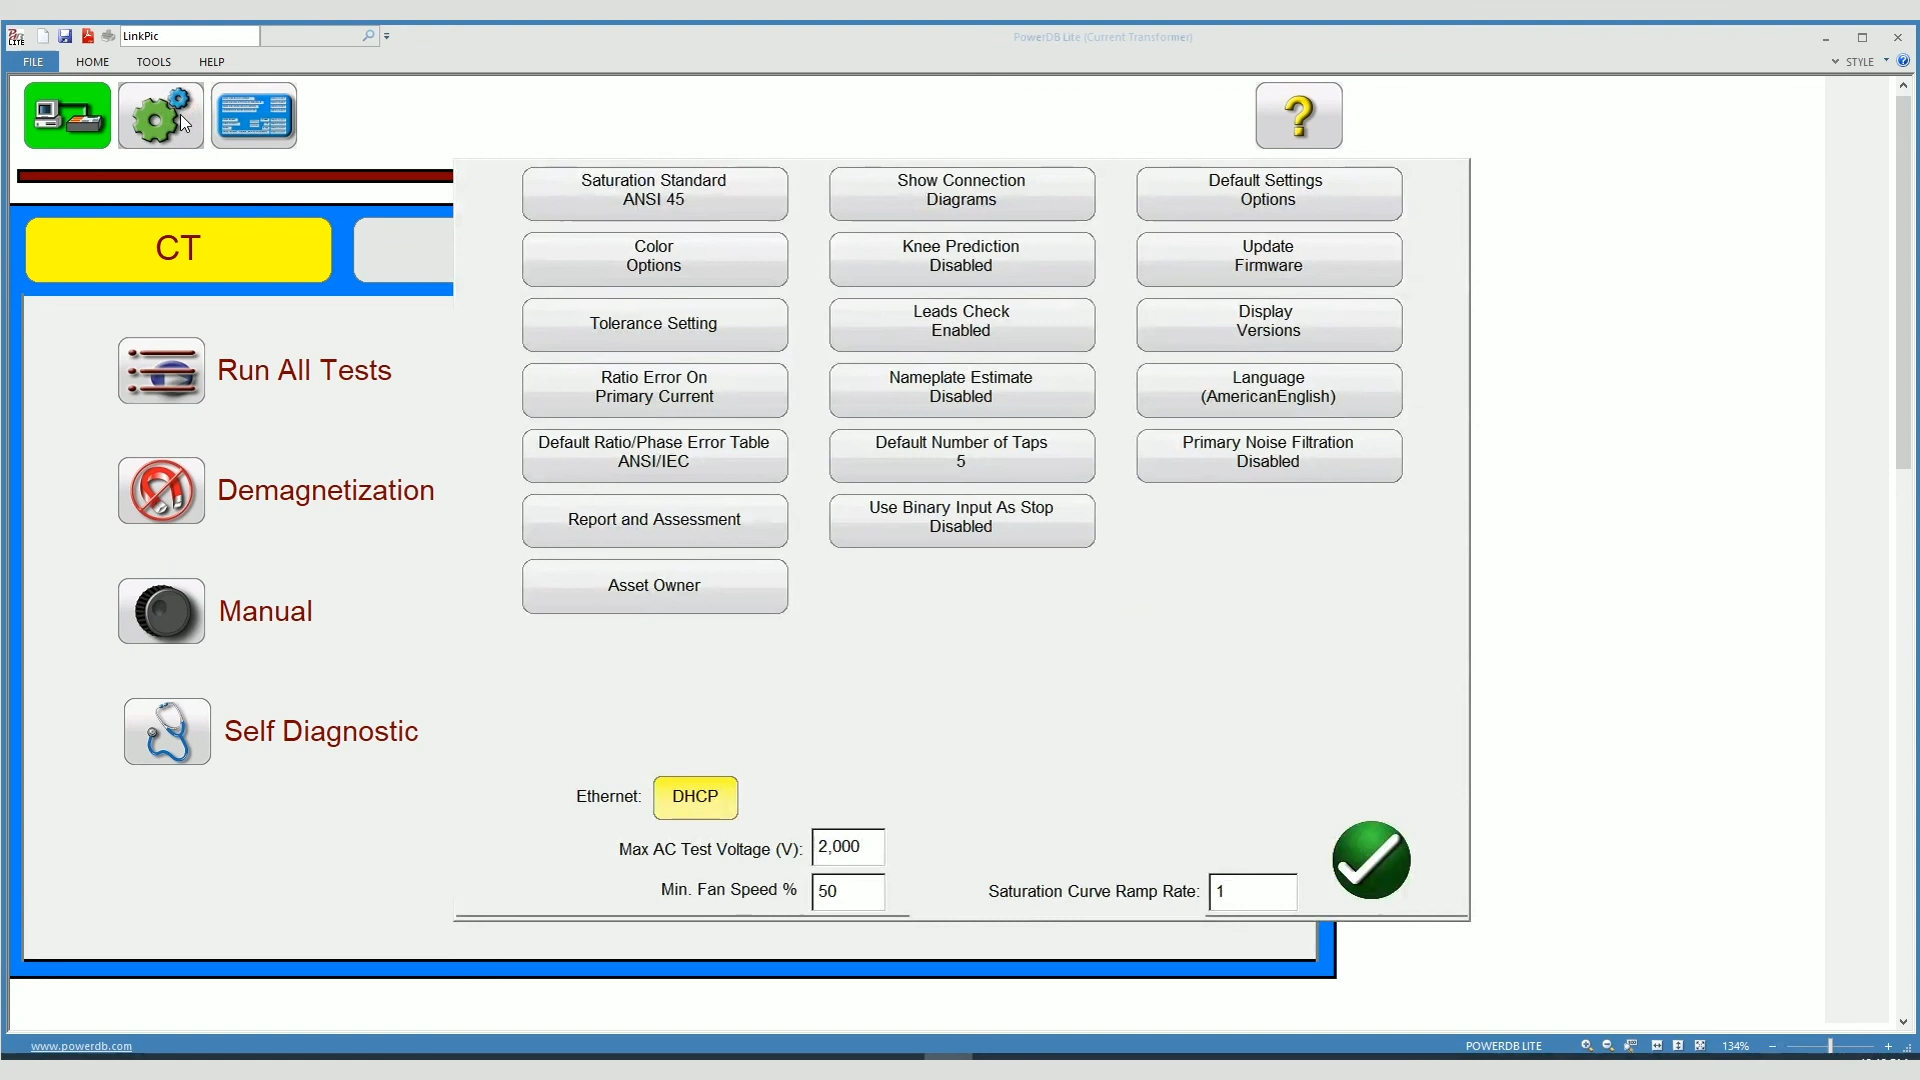 LITE
LinkPic
PowerDB Lite (Current Transformer)
FILE
HOME
TOOLS
HELP
STYLE
?
Saturation Standard
ANSI 45
Show Connection
Diagrams
Default Settings
Options
CT
Color
Options
Knee Prediction
Disabled
Update
Firmware
Tolerance Setting
Leads Check
Enabled
Display
Versions
Run All Tests
Ratio Error On
Primary Current
Nameplate Estimate
Disabled
Language
(AmericanEnglish)
Default Ratio/Phase Error Table
ANSI/IEC
Default Number of Taps
5
Primary Noise Filtration
Disabled
Demagnetization
Report and Assessment
Use Binary Input As Stop
Disabled
Asset Owner
Manual
Self Diagnostic
Ethernet:
DHCP
Max AC Test Voltage (V):
2,000
Min. Fan Speed %
50
Saturation Curve Ramp Rate:
1
www.powerdb.com
POWERDB LITE
134%